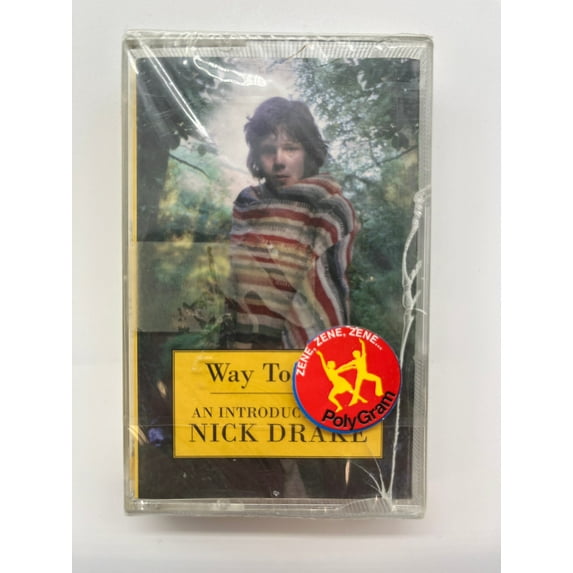 Way To
AN INTRODUC
NICK DRAKE
ZENE, ZENE, ZENE...
PolyGram